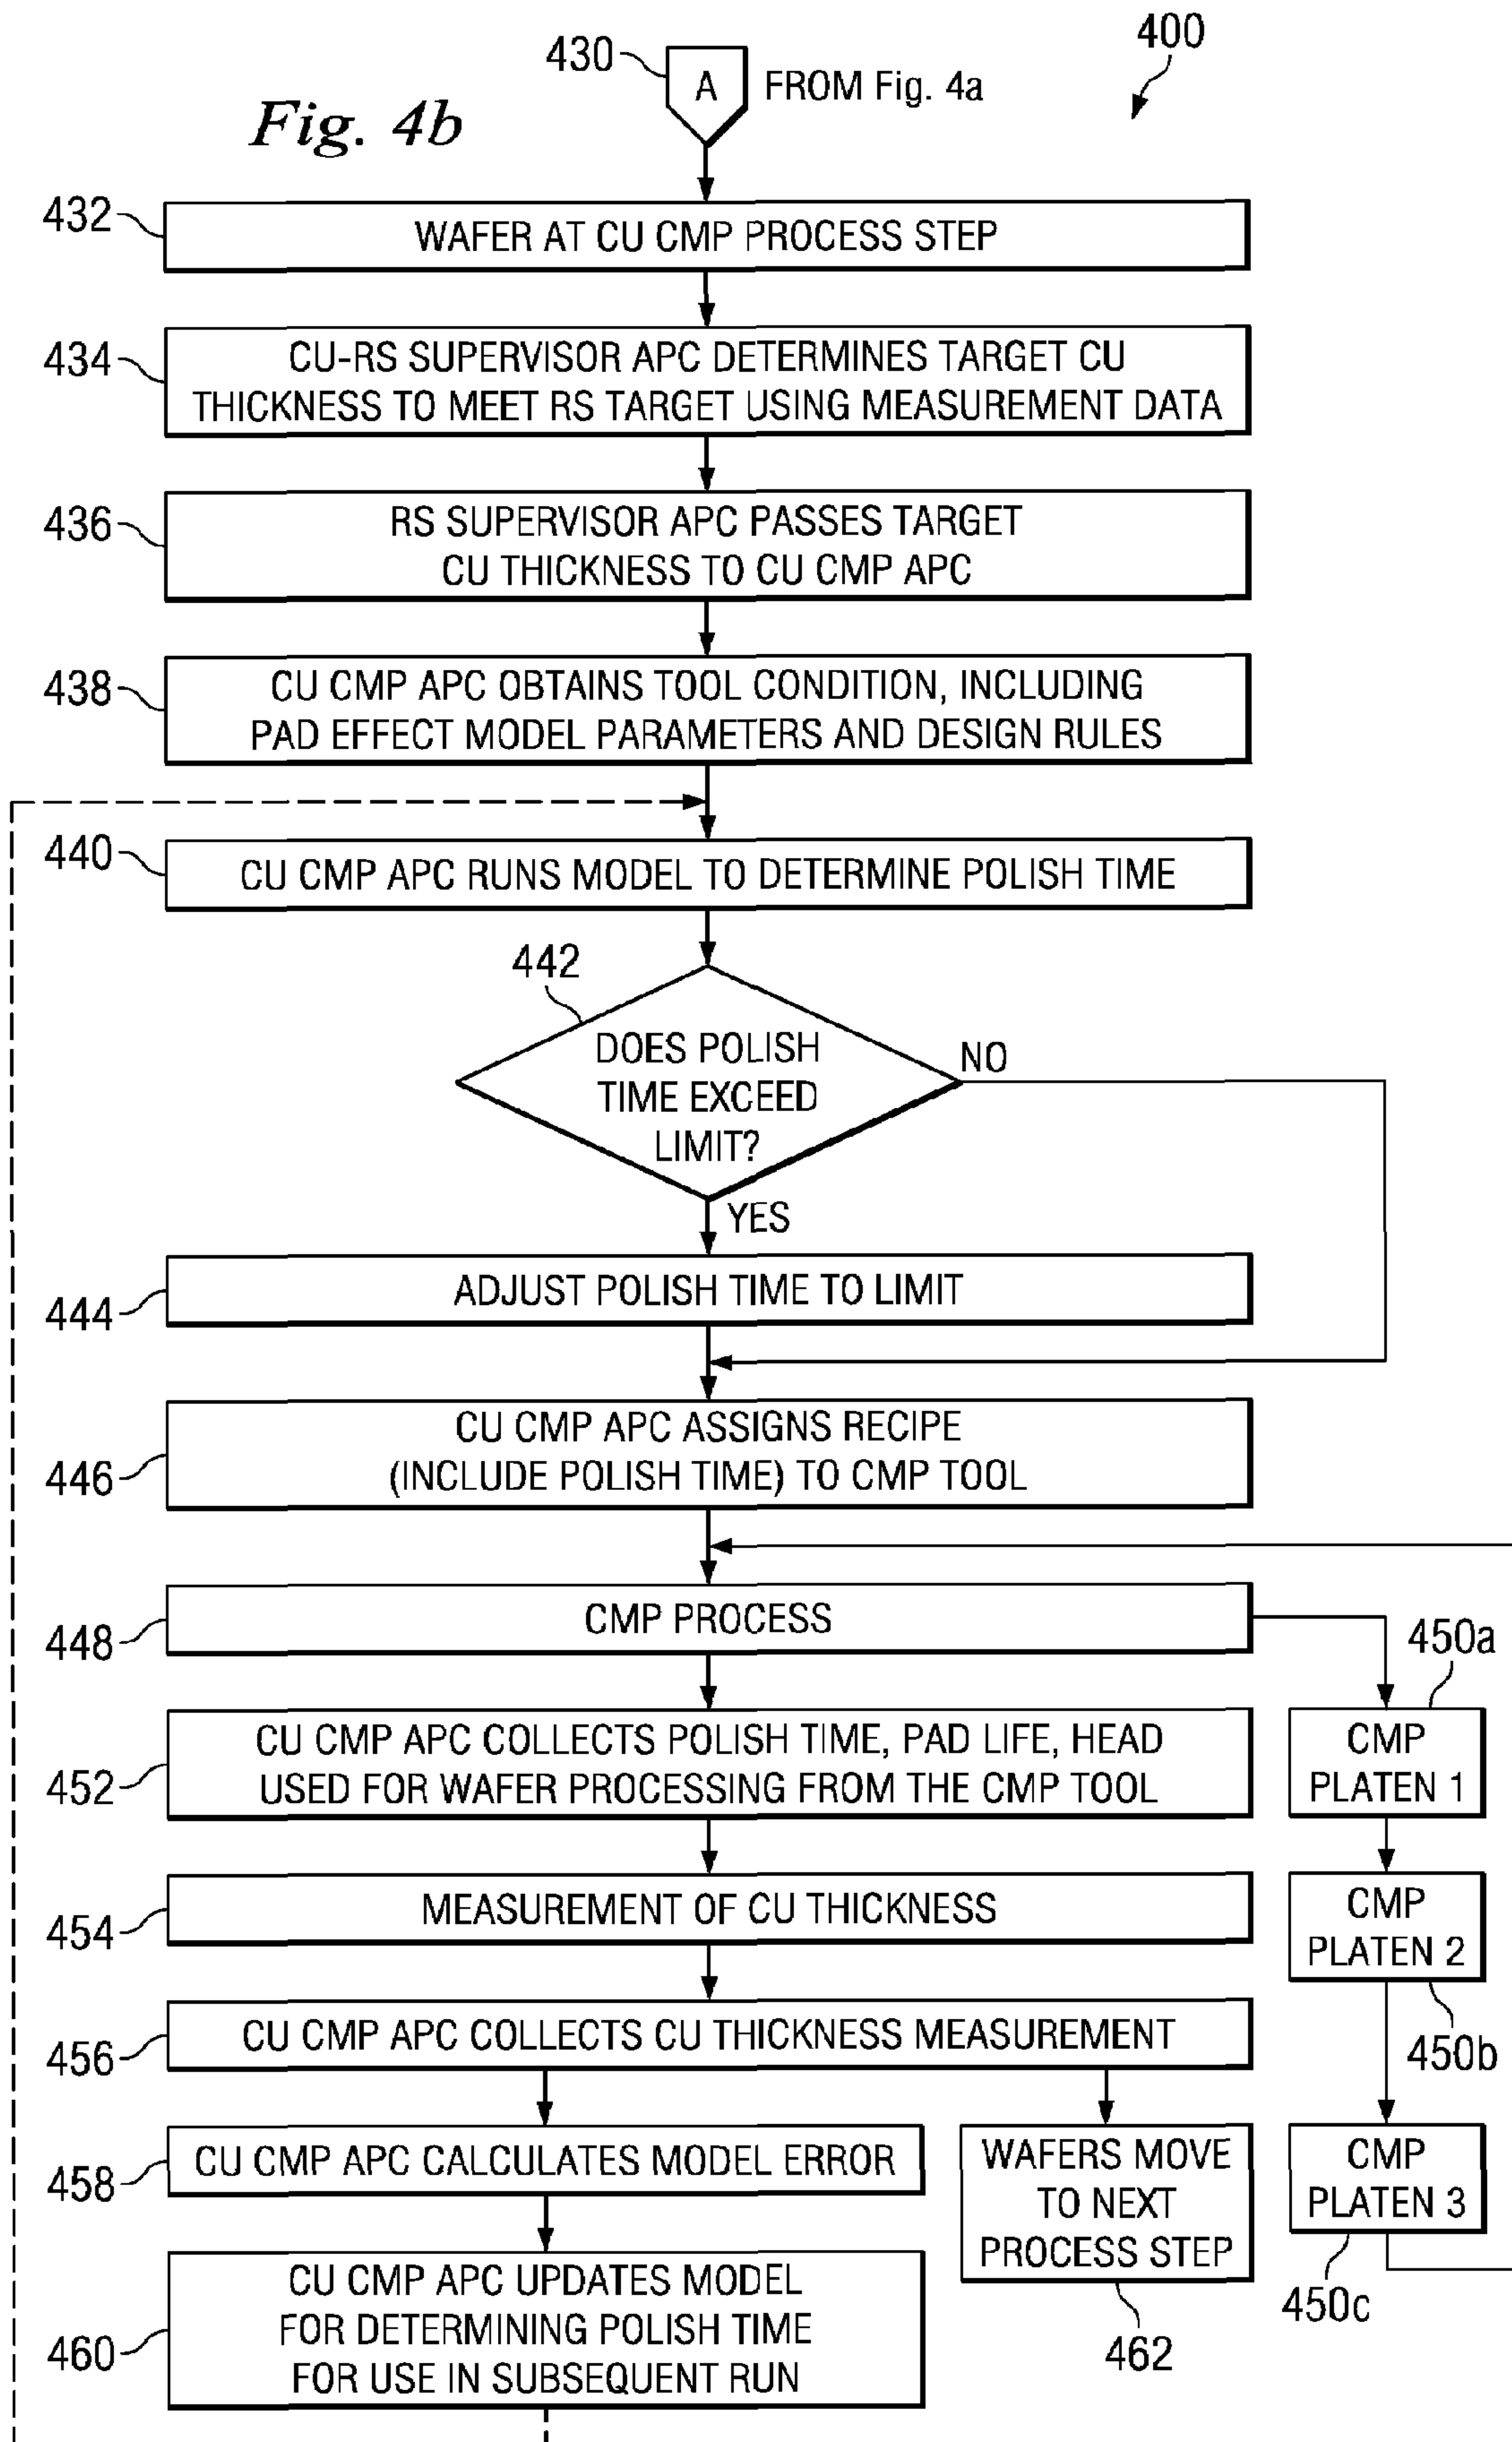 430
A
FROM Fig. 4a
400
Fig. 4b
432
WAFER AT CU CMP PROCESS STEP
434
CU-RS SUPERVISOR APC DETERMINES TARGET CU
THICKNESS TO MEET RS TARGET USING MEASUREMENT DATA
436
RS SUPERVISOR APC PASSES TARGET
CU THICKNESS TO CU CMP APC
438
CU CMP APC OBTAINS TOOL CONDITION, INCLUDING
PAD EFFECT MODEL PARAMETERS AND DESIGN RULES
440
CU CMP APC RUNS MODEL TO DETERMINE POLISH TIME
442
DOES POLISH
TIME EXCEED
LIMIT?
NO
YES
444
ADJUST POLISH TIME TO LIMIT
446
CU CMP APC ASSIGNS RECIPE
(INCLUDE POLISH TIME) TO CMP TOOL
448
CMP PROCESS
450a
CMP
PLATEN 1
452
CU CMP APC COLLECTS POLISH TIME, PAD LIFE, HEAD
USED FOR WAFER PROCESSING FROM THE CMP TOOL
454
MEASUREMENT OF CU THICKNESS
CMP
PLATEN 2
450b
456
CU CMP APC COLLECTS CU THICKNESS MEASUREMENT
458
CU CMP APC CALCULATES MODEL ERROR
WAFERS MOVE
TO NEXT
PROCESS STEP
462
CMP
PLATEN 3
450c
460
CU CMP APC UPDATES MODEL
FOR DETERMINING POLISH TIME
FOR USE IN SUBSEQUENT RUN